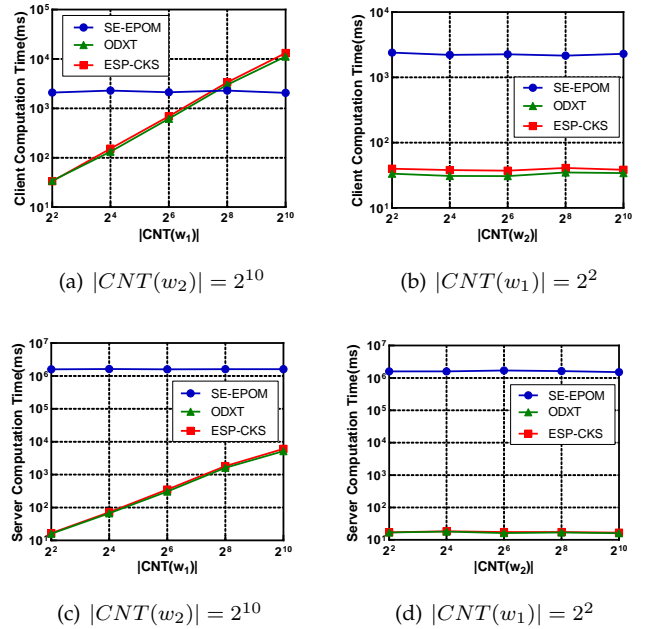 Client Computation Time(ms)
10^5
10^4
10^3
10^2
10^1
SE-EPOM
ODXT
ESP-CKS
2^2 2^4 2^6 2^8 2^10
|CNT(w_1)|
(a) |CNT(w_2)| = 2^10
Client Computation Time(ms)
10^4
10^3
10^2
10^1
SE-EPOM
ODXT
ESP-CKS
2^2 2^4 2^6 2^8 2^10
|CNT(w_2)|
(b) |CNT(w_1)| = 2^2
Server Computation Time(ms)
10^7
10^6
10^5
10^4
10^3
10^2
10^1
SE-EPOM
ODXT
ESP-CKS
2^2 2^4 2^6 2^8 2^10
|CNT(w_1)|
(c) |CNT(w_2)| = 2^10
Server Computation Time(ms)
10^7
10^6
10^5
10^4
10^3
10^2
10^1
SE-EPOM
ODXT
ESP-CKS
2^2 2^4 2^6 2^8 2^10
|CNT(w_2)|
(d) |CNT(w_1)| = 2^2